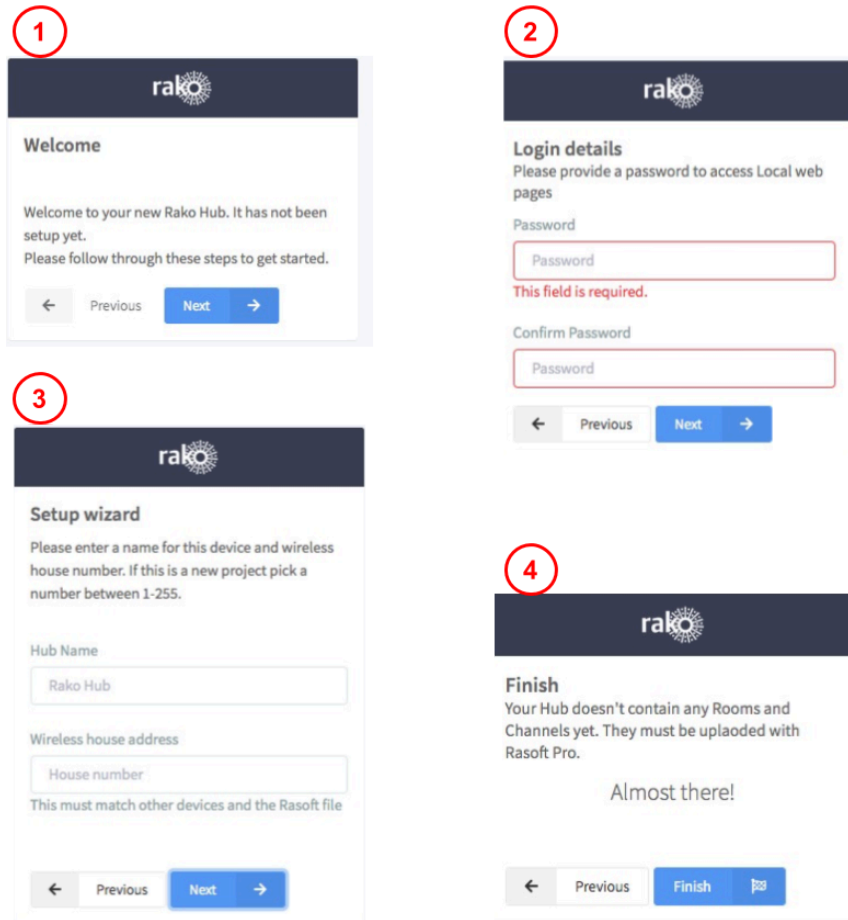 1
rako
Welcome
Welcome to your new Rako Hub. It has not been
setup yet.
Please follow through these steps to get started.
Previous
Next
2
rako
Login details
Please provide a password to access Local web
pages
Password
Password
This field is required.
Confirm Password
Password
Previous
Next
3
rako
Setup wizard
Please enter a name for this device and wireless
house number. If this is a new project pick a
number between 1-255.
Hub Name
Rako Hub
Wireless house address
House number
This must match other devices and the Rasoft file
Previous
Next
4
rako
Finish
Your Hub doesn't contain any Rooms and
Channels yet. They must be uplaoded with
Rasoft Pro.
Almost there!
Previous
Finish